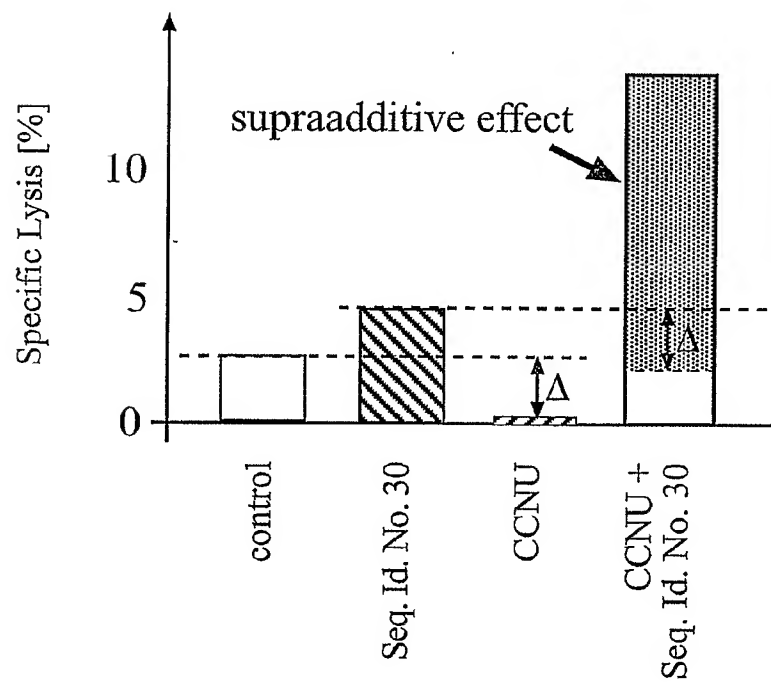 Specific Lysis [%]
10
5
0
supraadditive effect
Δ
Δ
control
Seq. Id. No. 30
CCNU
CCNU +
Seq. Id. No. 30